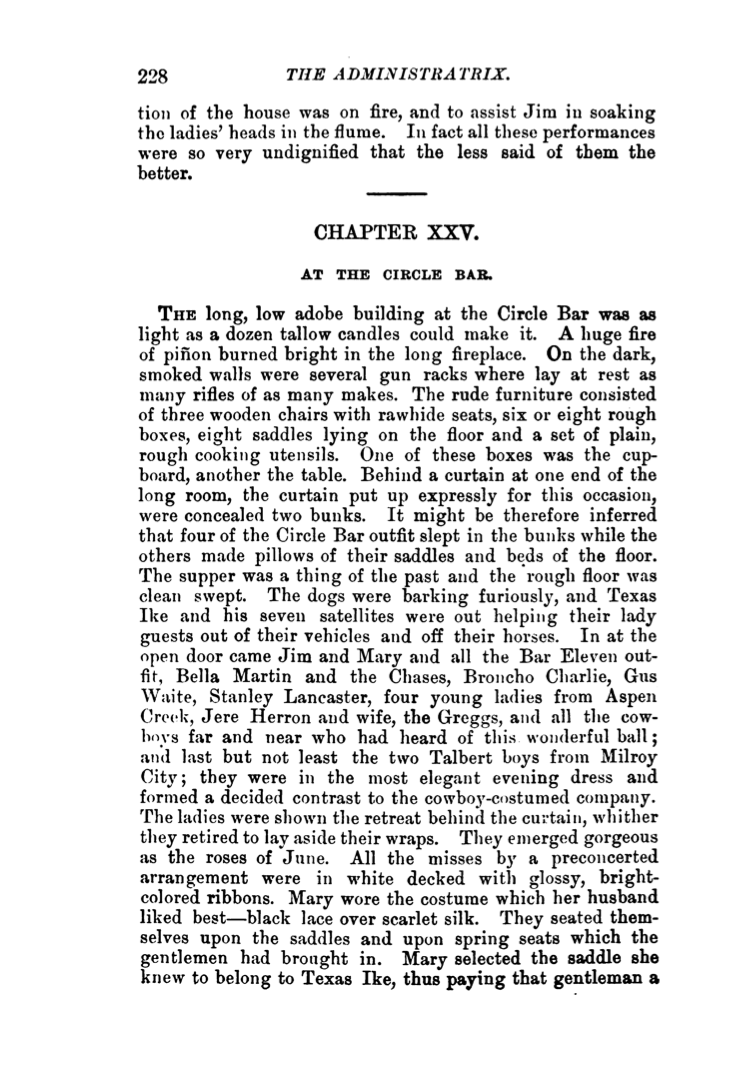 228 THE ADMINISTRATRIX.
tion of the house was on fire, and to assist Jim in soaking
the ladies' heads in the flume. In fact all these performances
were so very undignified that the less said of them the
better.
CHAPTER XXV.
AT THE CIRCLE BAR.
THE long, low adobe building at the Circle Bar was as
light as a dozen tallow candles could make it. A huge fire
of piñon burned bright in the long fireplace. On the dark,
smoked walls were several gun racks where lay at rest as
many rifles of as many makes. The rude furniture consisted
of three wooden chairs with rawhide seats, six or eight rough
boxes, eight saddles lying on the floor and a set of plain,
rough cooking utensils. One of these boxes was the cup-
board, another the table. Behind a curtain at one end of the
long room, the curtain put up expressly for this occasion,
were concealed two bunks. It might be therefore inferred
that four of the Circle Bar outfit slept in the bunks while the
others made pillows of their saddles and beds of the floor.
The supper was a thing of the past and the rough floor was
clean swept. The dogs were barking furiously, and Texas
Ike and his seven satellites were out helping their lady
guests out of their vehicles and off their horses. In at the
open door came Jim and Mary and all the Bar Eleven out-
fit, Bella Martin and the Chases, Broncho Charlie, Gus
Waite, Stanley Lancaster, four young ladies from Aspen
Creek, Jere Herron and wife, the Greggs, and all the cow-
boys far and near who had heard of this wonderful ball;
and last but not least the two Talbert boys from Milroy
City; they were in the most elegant evening dress and
formed a decided contrast to the cowboy-costumed company.
The ladies were shown the retreat behind the curtain, whither
they retired to lay aside their wraps. They emerged gorgeous
as the roses of June. All the misses by a preconcerted
arrangement were in white decked with glossy, bright-
colored ribbons. Mary wore the costume which her husband
liked best—black lace over scarlet silk. They seated them-
selves upon the saddles and upon spring seats which the
gentlemen had brought in. Mary selected the saddle she
knew to belong to Texas Ike, thus paying that gentleman a